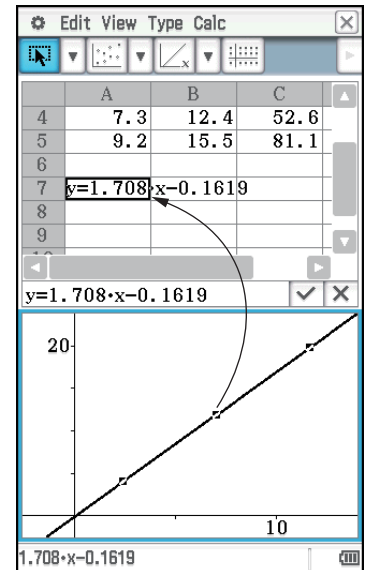 Edit View Type Calc
A B C
4 7.3 12.4 52.6
5 9.2 15.5 81.1
6
7 y=1.708·x-0.1619
8
9
y=1.708·x-0.1619
20
10
1.708·x-0.1619